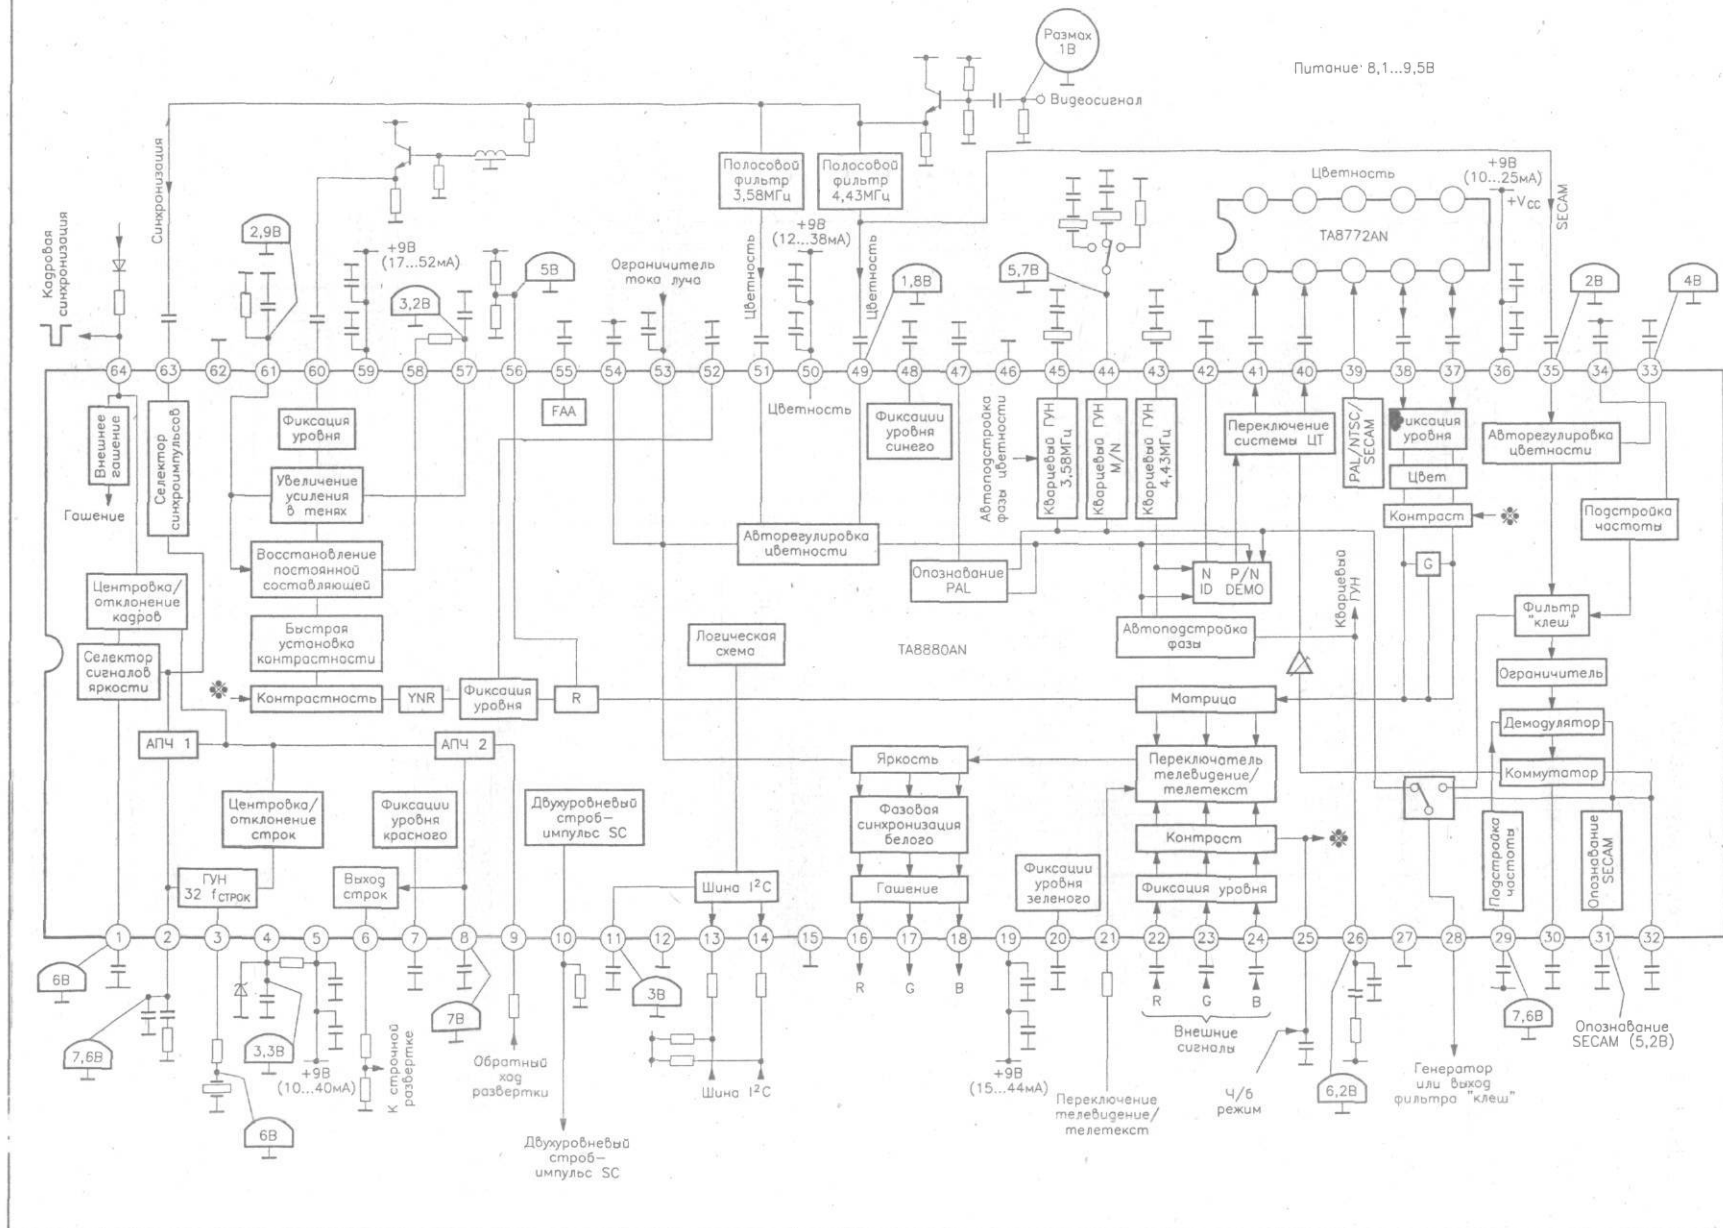 Размах
1В
Питание: 8,1...9,5В
Видеосигнал
Синхронизация
Кадровая
синхронизация
2,9В
+9В
(17...52мА)
3,2В
5В
Ограничитель
тока луча
Полосовой
фильтр
3,58МГц
Полосовой
фильтр
4,43МГц
+9В
(12...38мА)
Цветность
Цветность
1,8В
5,7В
Цветность
TA8772AN
+9В
(10...25мА)
+Vcc
SECAM
2В
4В
64 63 62 61 60 59 58 57 56 55 54 53 52 51 50 49 48 47 46 45 44 43 42 41 40 39 38 37 36 35 34 33
Внешнее
гашение
Гашение
Селектор
синхроимпульсов
Фиксация
уровня
Увеличение
усиления
в тенях
Восстановление
постоянной
составляющей
Быстрая
установка
контрастности
Контрастность
YNR
Фиксация
уровня
R
FAA
Цветность
Фиксации
уровня
синего
Авторегулировка
цветности
Опознавание
PAL
Автоподстройка
фазы цветности
Кварцевый ГУН
3,58МГц
Кварцевый ГУН
M/N
Кварцевый ГУН
4,43МГц
N
ID
P/N
DEMO
Автоподстройка
фазы
Переключение
системы ЦТ
PAL/NTSC/
SECAM
Фиксация
уровня
Цвет
Контраст
G
Авторегулировка
цветности
Подстройка
частоты
Фильтр
"клеш"
Ограничитель
Демодулятор
Коммутатор
Кварцевый
ГУН
Центровка/
отклонение
кадров
Селектор
сигналов
яркости
АПЧ 1
АПЧ 2
Логическая
схема
TA8880AN
Матрица
Яркость
Переключатель
телевидение/
телетекст
Центровка/
отклонение
строк
Фиксации
уровня
красного
Двухуровневый
строб-
импульс SC
Фазовая
синхронизация
белого
Контраст
ГУН
32 fСТРОК
Выход
строк
Шина I²C
Гашение
Фиксации
уровня
зеленого
Фиксация уровня
Подстройка
частоты
Опознавание
SECAM
1 2 3 4 5 6 7 8 9 10 11 12 13 14 15 16 17 18 19 20 21 22 23 24 25 26 27 28 29 30 31 32
6В
7,6В
6В
3,3В
+9В
(10...40мА)
К строчной
развертке
7В
Обратный
ход
развертки
Двухуровневый
строб-
импульс SC
3В
Шина I²C
R G B
+9В
(15...44мА)
Переключение
телевидение/
телетекст
R G B
Внешние
сигналы
Ч/б
режим
6,2В
Генератор
или выход
фильтра "клеш"
7,6В
Опознавание
SECAM (5,2В)